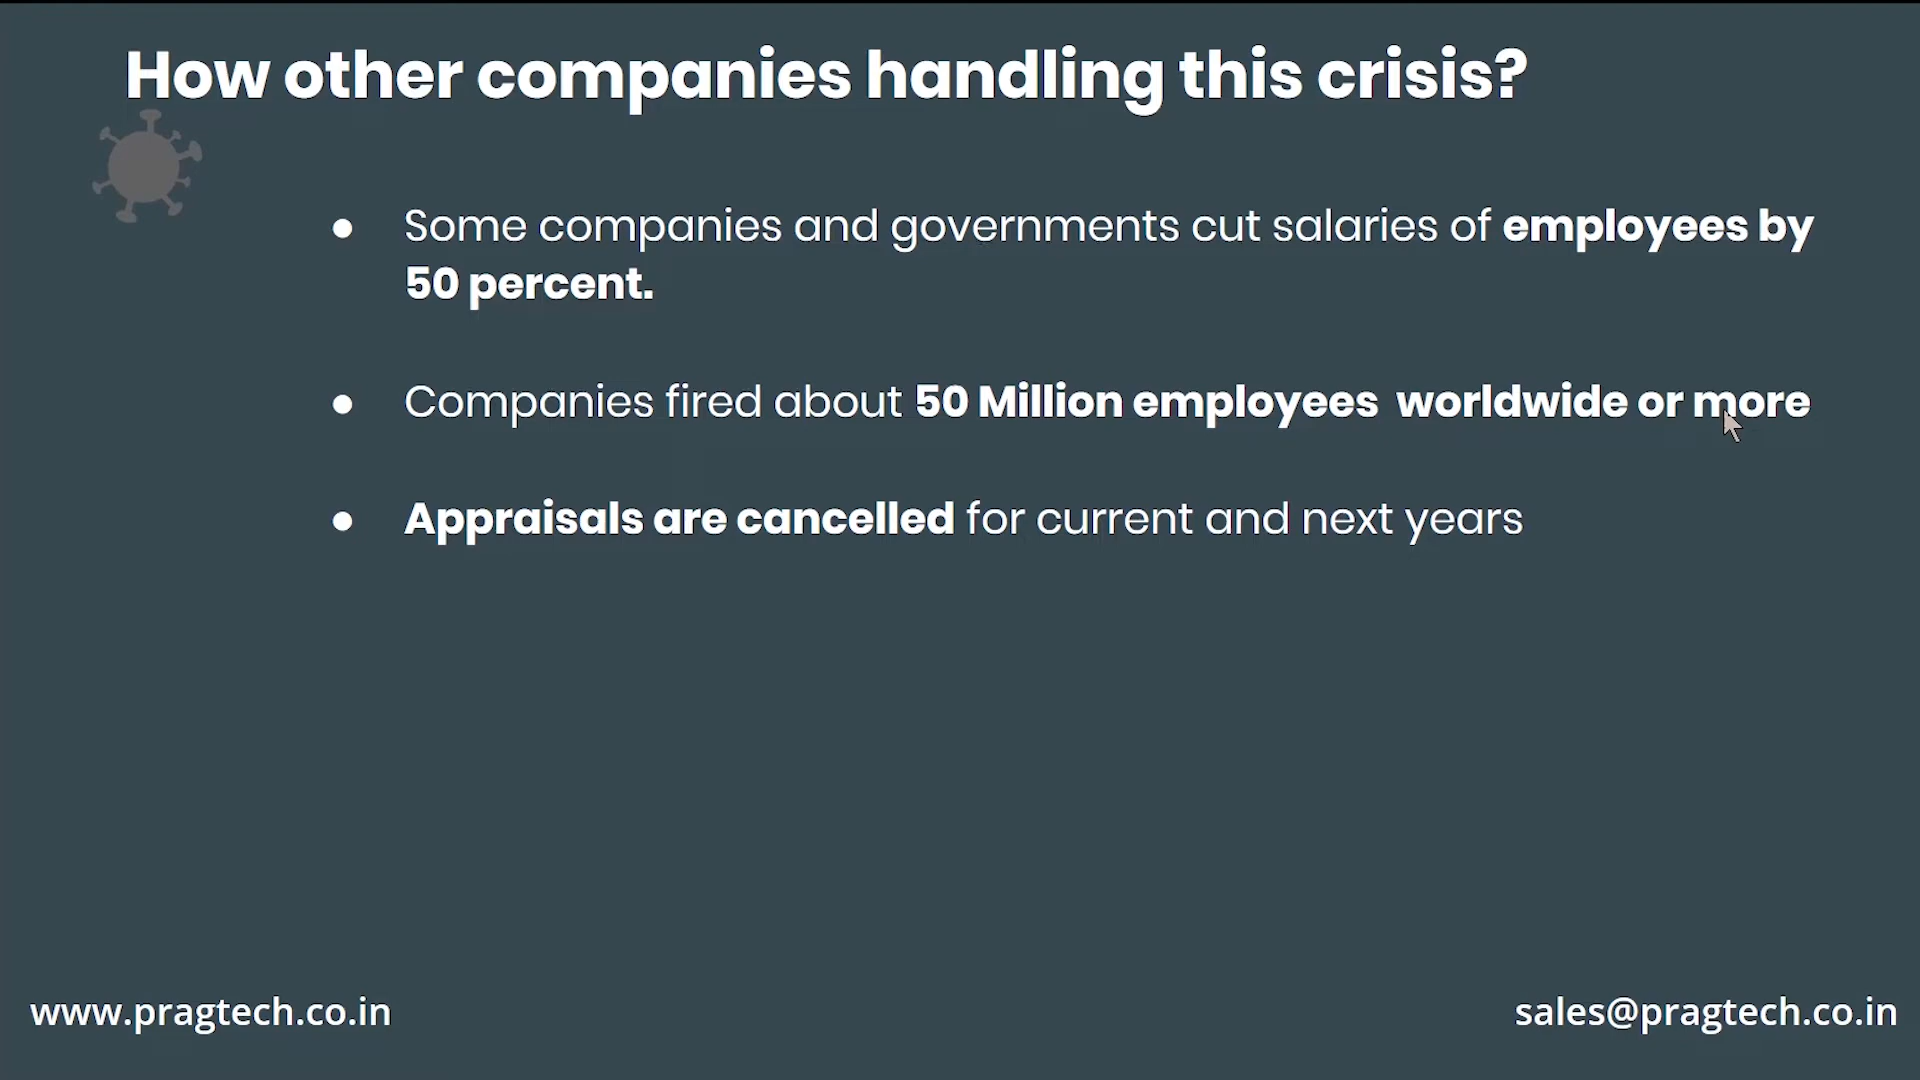 How other companies handling this crisis?
● Some companies and governments cut salaries of employees by
50 percent.
● Companies fired about 50 Million employees  worldwide or more
● Appraisals are cancelled for current and next years
www.pragtech.co.in
sales@pragtech.co.in